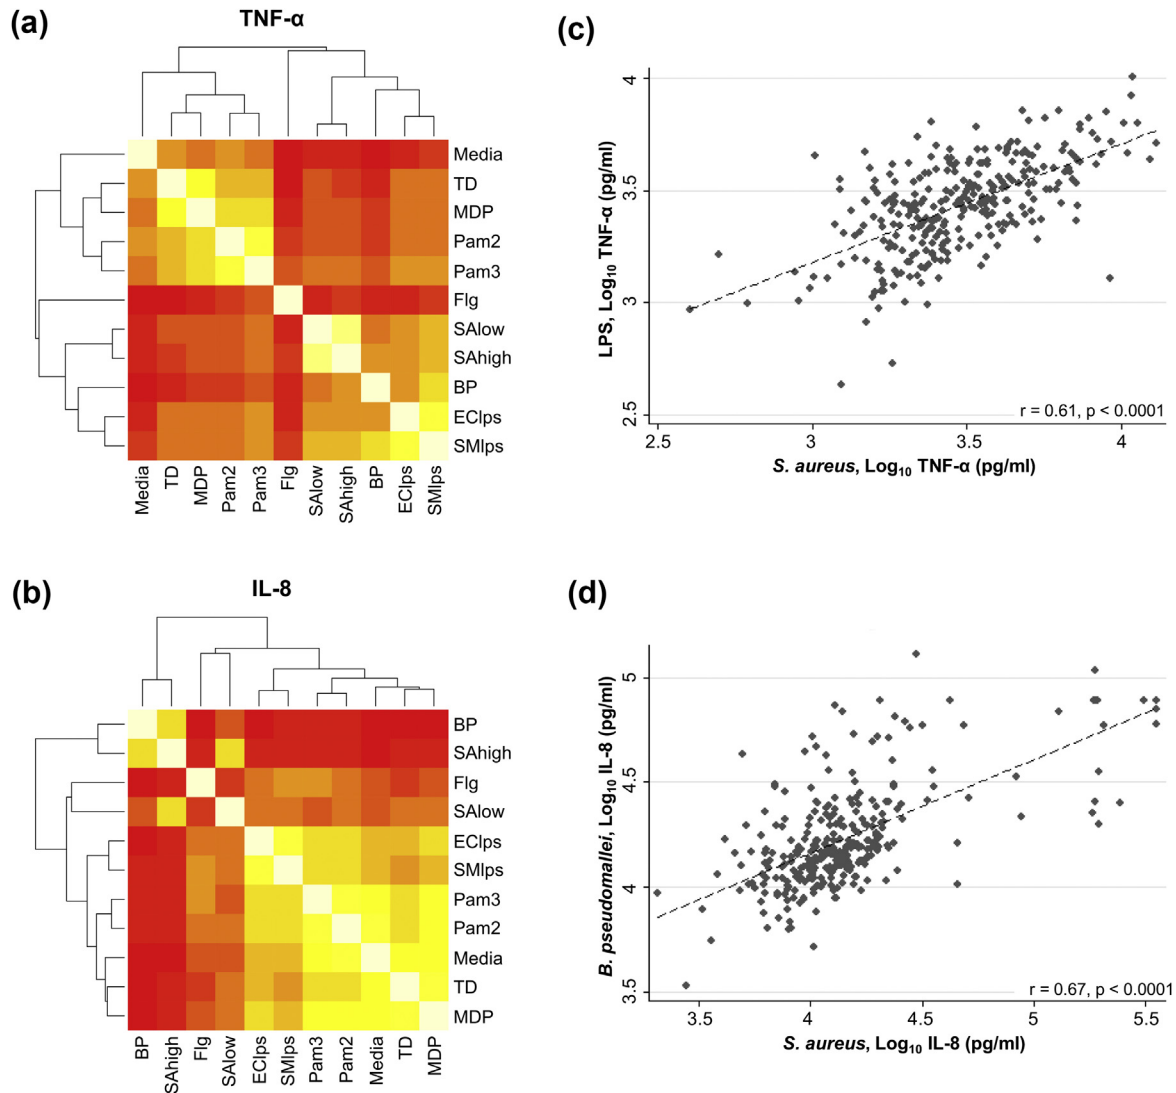 (a)
TNF-α
Media
TD
MDP
Pam2
Pam3
Flg
SAlow
SAhigh
BP
EClps
SMlps
Media
TD
MDP
Pam2
Pam3
Flg
SAlow
SAhigh
BP
EClps
SMlps
(c)
LPS, Log₁₀ TNF-α (pg/ml)
4
3.5
3
2.5
r = 0.61, p < 0.0001
2.5
3
3.5
4
S. aureus, Log₁₀ TNF-α (pg/ml)
(b)
IL-8
BP
SAhigh
Flg
SAlow
EClps
SMlps
Pam3
Pam2
Media
TD
MDP
BP
SAhigh
Flg
SAlow
EClps
SMlps
Pam3
Pam2
Media
TD
MDP
(d)
B. pseudomallei, Log₁₀ IL-8 (pg/ml)
5
4.5
4
3.5
r = 0.67, p < 0.0001
3.5
4
4.5
5
5.5
S. aureus, Log₁₀ IL-8 (pg/ml)